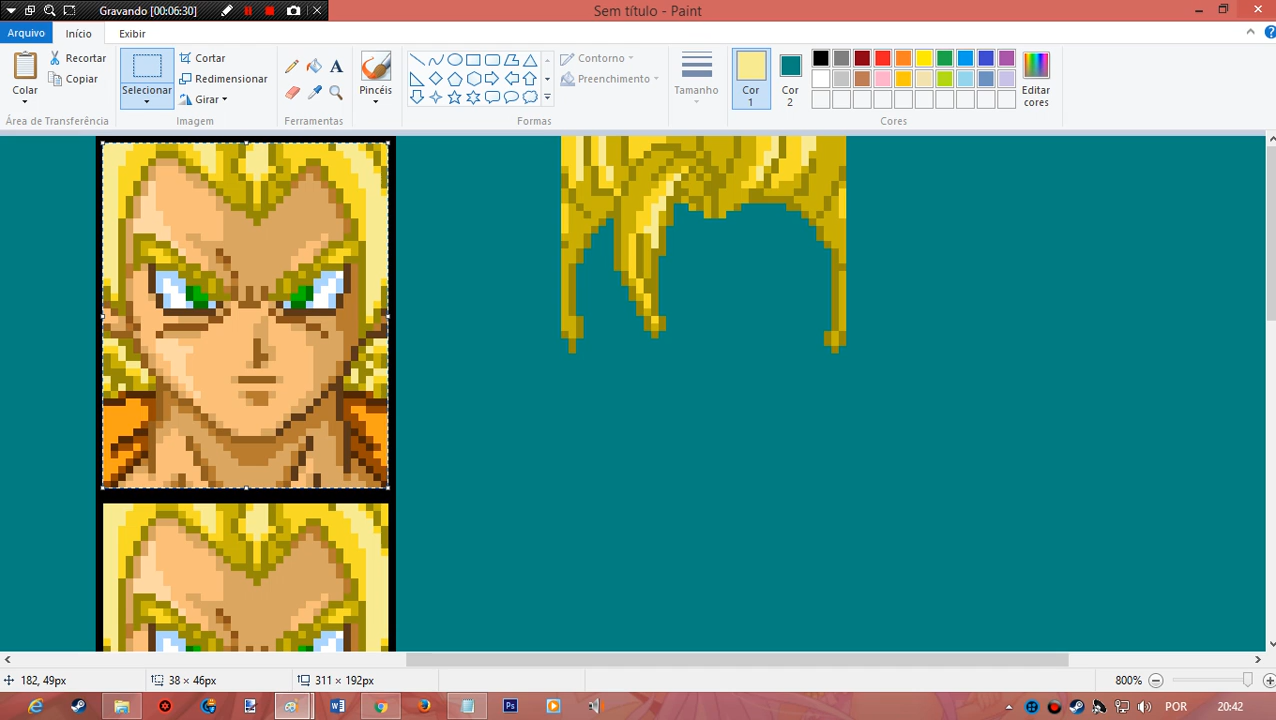 Gravando [00:06:30]
Sem título - Paint
Arquivo
Início
Exibir
Colar
Recortar
Copiar
Área de Transferência
Selecionar
Cortar
Redimensionar
Girar
Imagem
A
Pincéis
Ferramentas
Contorno
Preenchimento
Formas
Tamanho
Cor
1
Cor
2
Editar
cores
Cores
182, 49px
38 × 46px
311 × 192px
800%
POR
20:42